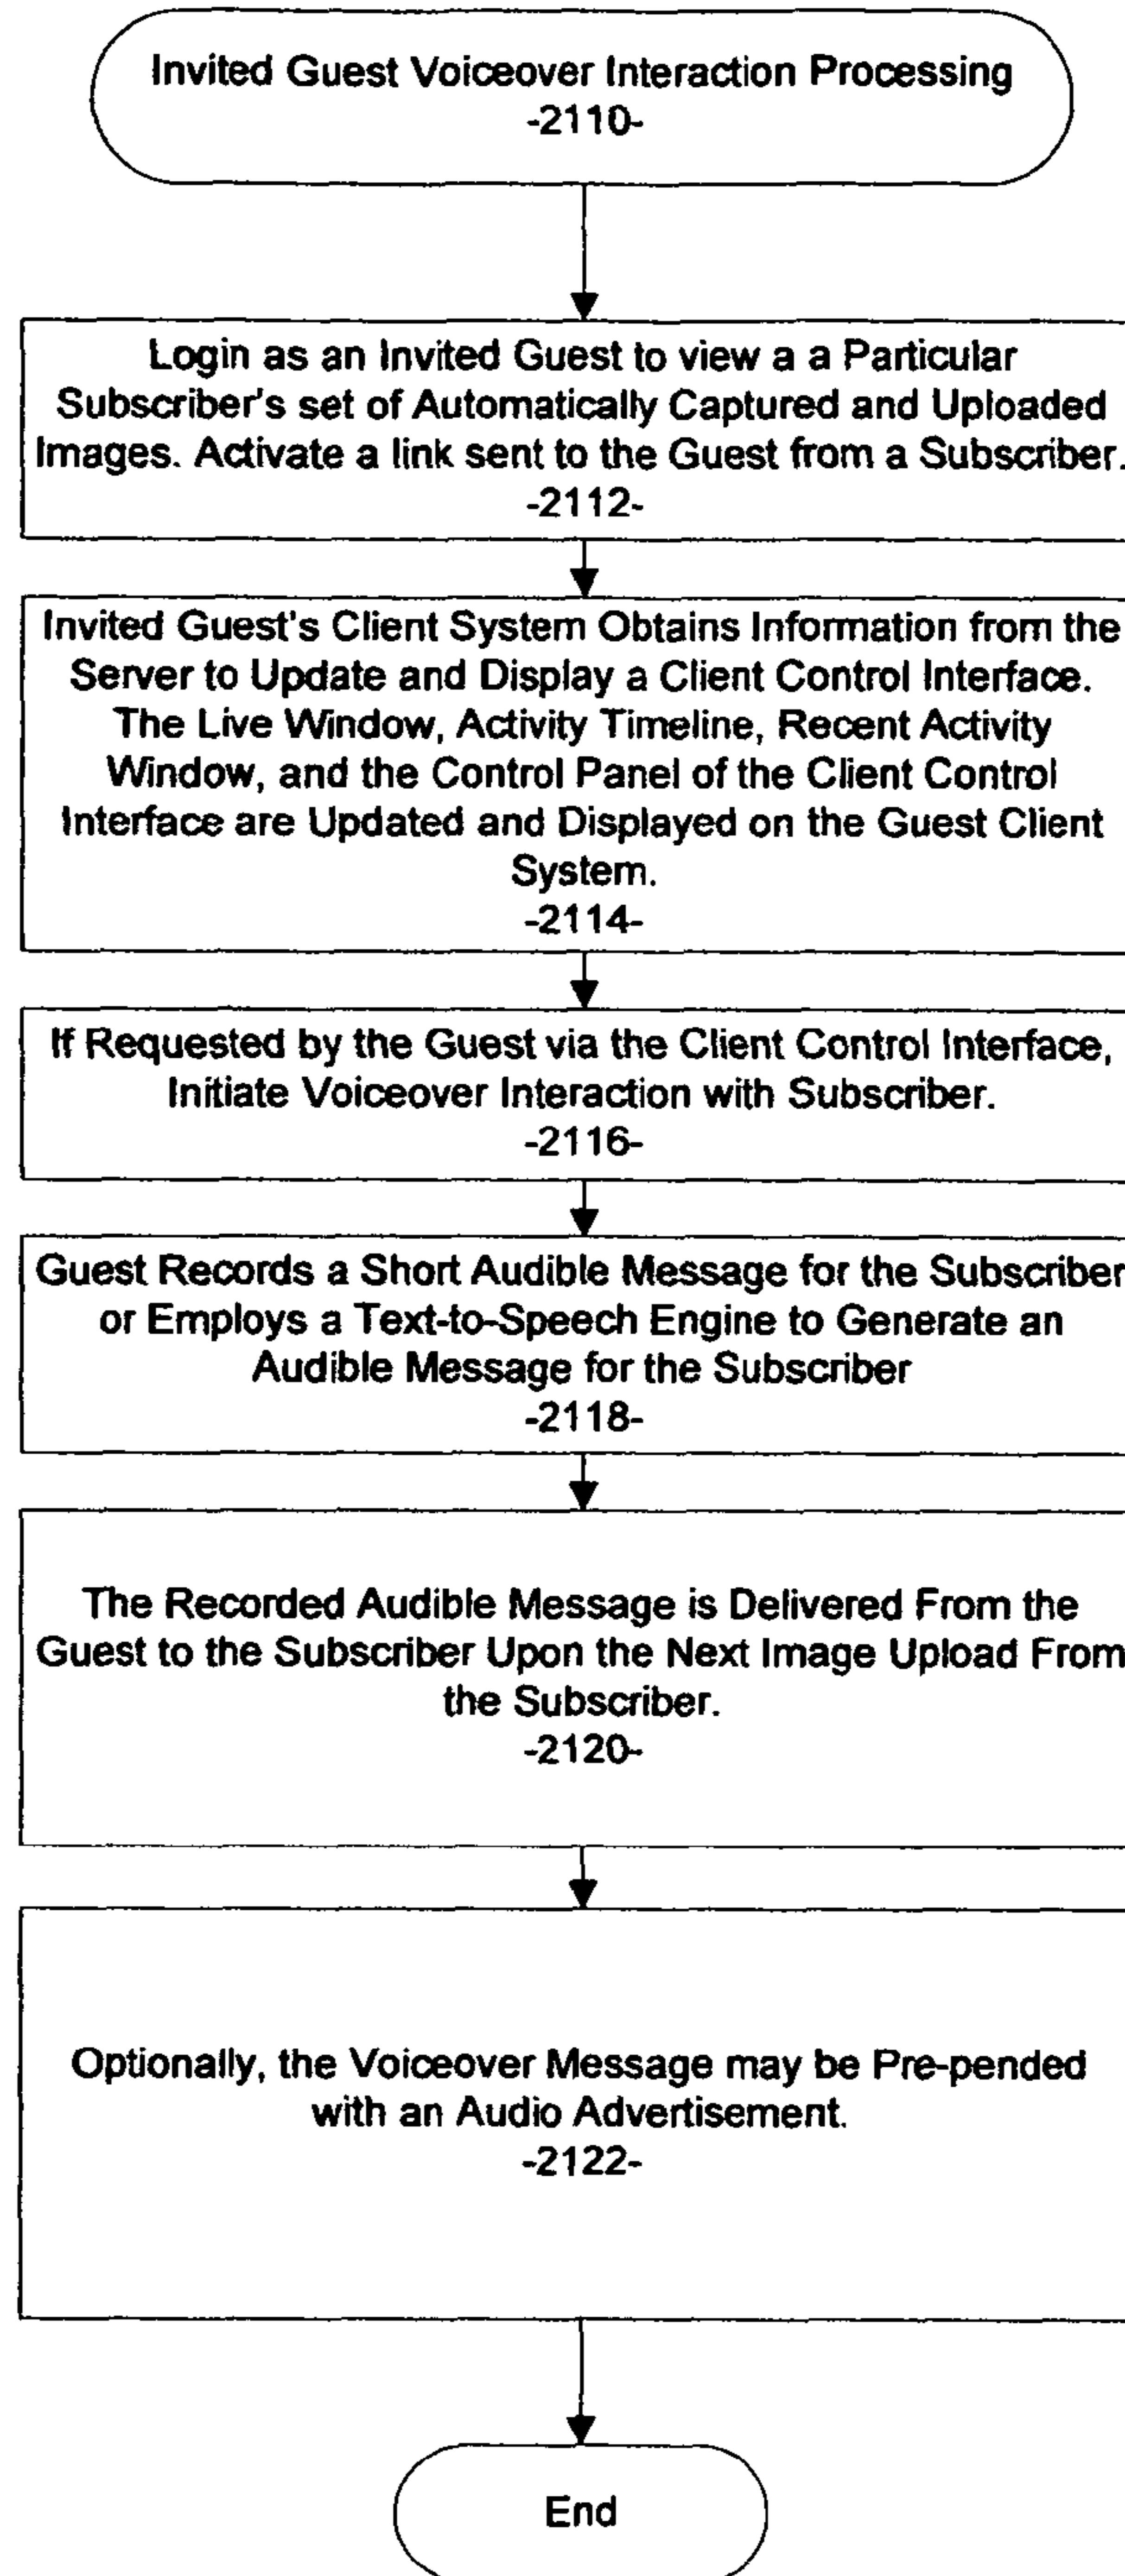 Invited Guest Voiceover Interaction Processing
-2110-
Login as an Invited Guest to view a a Particular
Subscriber's set of Automatically Captured and Uploaded
Images. Activate a link sent to the Guest from a Subscriber.
-2112-
Invited Guest's Client System Obtains Information from the
Server to Update and Display a Client Control Interface.
The Live Window, Activity Timeline, Recent Activity
Window, and the Control Panel of the Client Control
Interface are Updated and Displayed on the Guest Client
System.
-2114-
If Requested by the Guest via the Client Control Interface,
Initiate Voiceover Interaction with Subscriber.
-2116-
Guest Records a Short Audible Message for the Subscriber
or Employs a Text-to-Speech Engine to Generate an
Audible Message for the Subscriber
-2118-
The Recorded Audible Message is Delivered From the
Guest to the Subscriber Upon the Next Image Upload From
the Subscriber.
-2120-
Optionally, the Voiceover Message may be Pre-pended
with an Audio Advertisement.
-2122-
End